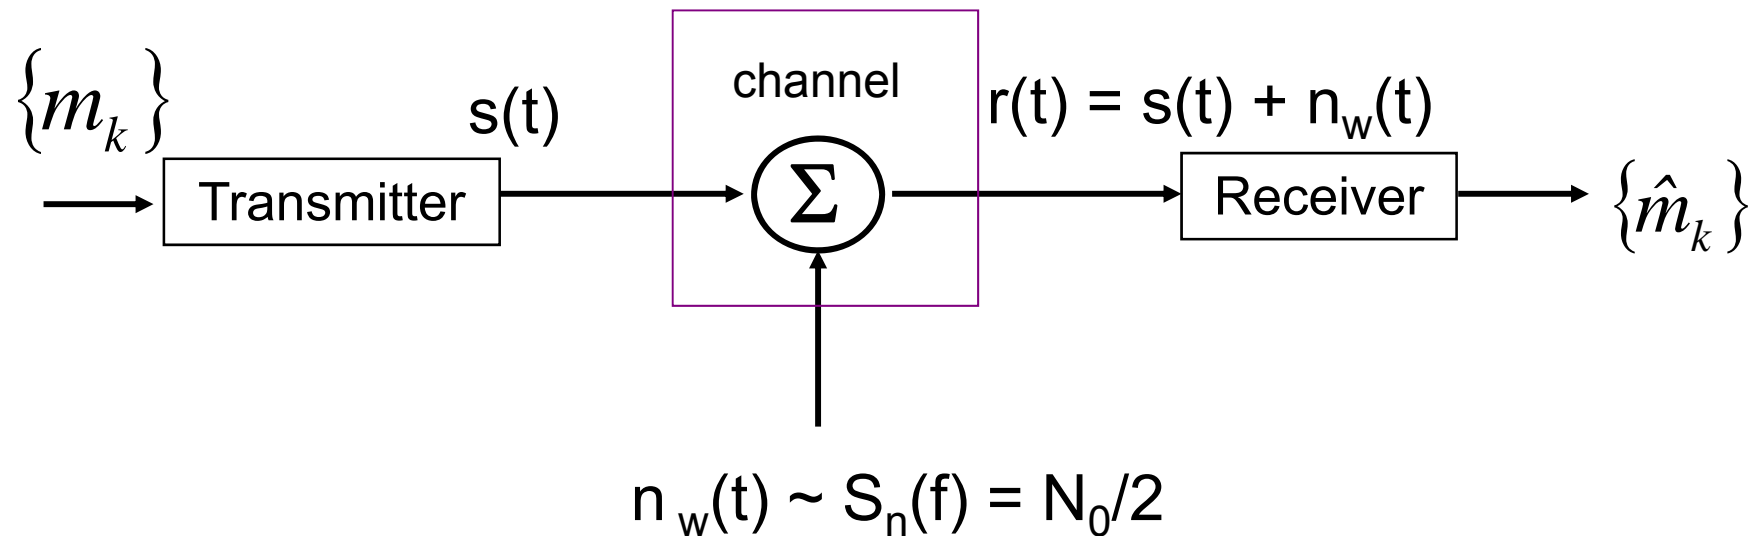 {m_k}
s(t)
channel
r(t) = s(t) + n_w(t)
Transmitter
Σ
Receiver
{m̂_k}
n_w(t) ~ S_n(f) = N_0/2